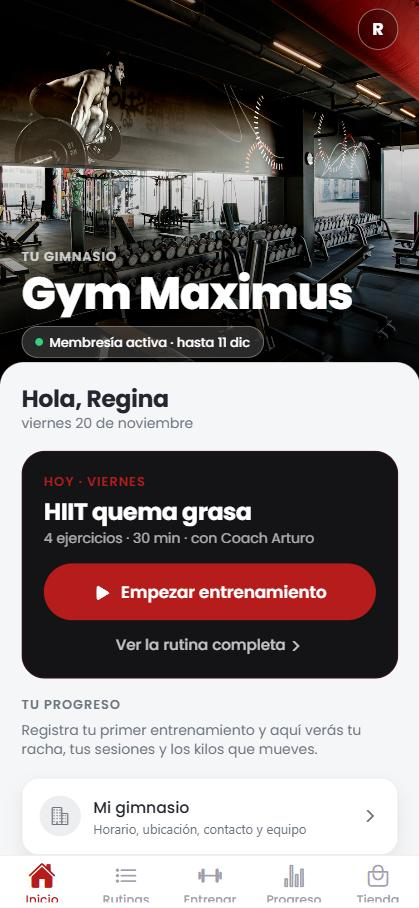 R
TU GIMNASIO
Gym Maximus
Membresía activa · hasta 11 dic
Hola, Regina
viernes 20 de noviembre
HOY · VIERNES
HIIT quema grasa
4 ejercicios · 30 min · con Coach Arturo
Empezar entrenamiento
Ver la rutina completa
TU PROGRESO
Registra tu primer entrenamiento y aquí verás tu
racha, tus sesiones y los kilos que mueves.
Mi gimnasio
Horario, ubicación, contacto y equipo
Inicio Rutinas Entrenar Progreso Tienda